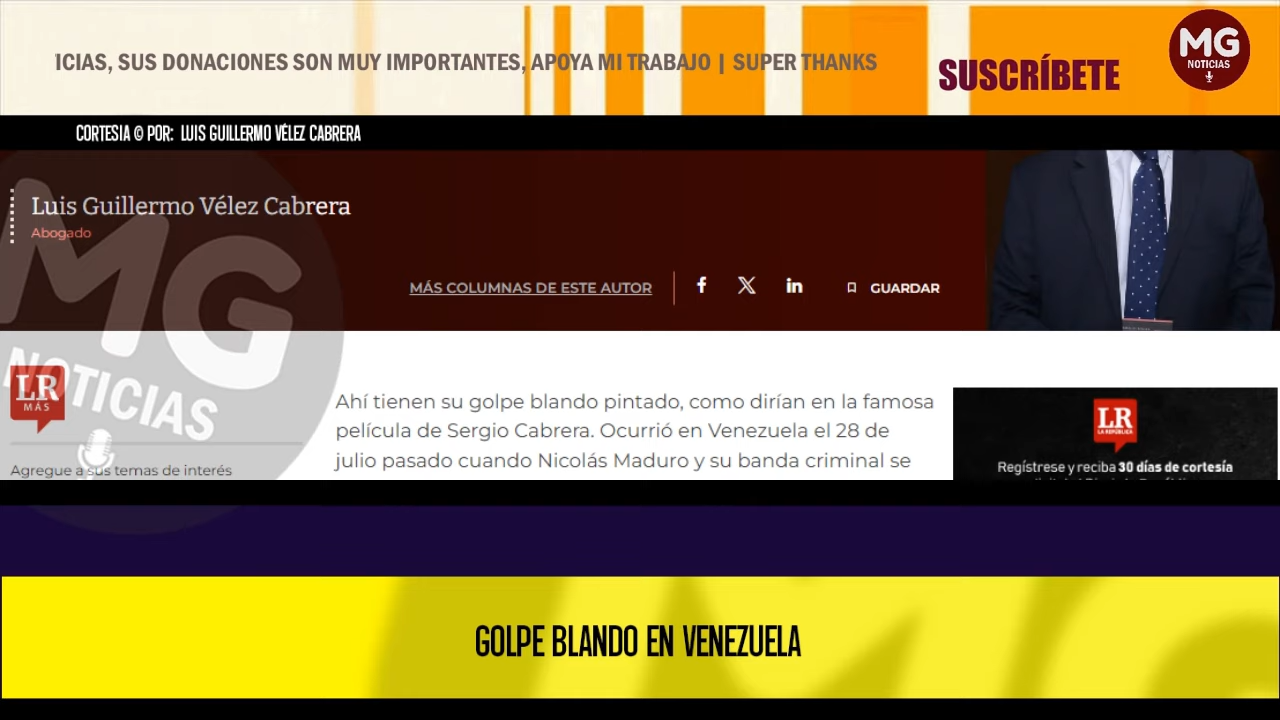 ICIAS, SUS DONACIONES SON MUY IMPORTANTES, APOYA MI TRABAJO | SUPER THANKS
SUSCRÍBETE
MG
NOTICIAS
CORTESIA © POR: LUIS GUILLERMO VÉLEZ CABRERA
Luis Guillermo Vélez Cabrera
Abogado
MÁS COLUMNAS DE ESTE AUTOR
GUARDAR
MG
NOTICIAS
LR
MÁS
Agregue a sus temas de interés
Ahí tienen su golpe blando pintado, como dirían en la famosa
película de Sergio Cabrera. Ocurrió en Venezuela el 28 de
julio pasado cuando Nicolás Maduro y su banda criminal se
LR
LA REPÚBLICA
Regístrese y reciba 30 días de cortesía
GOLPE BLANDO EN VENEZUELA